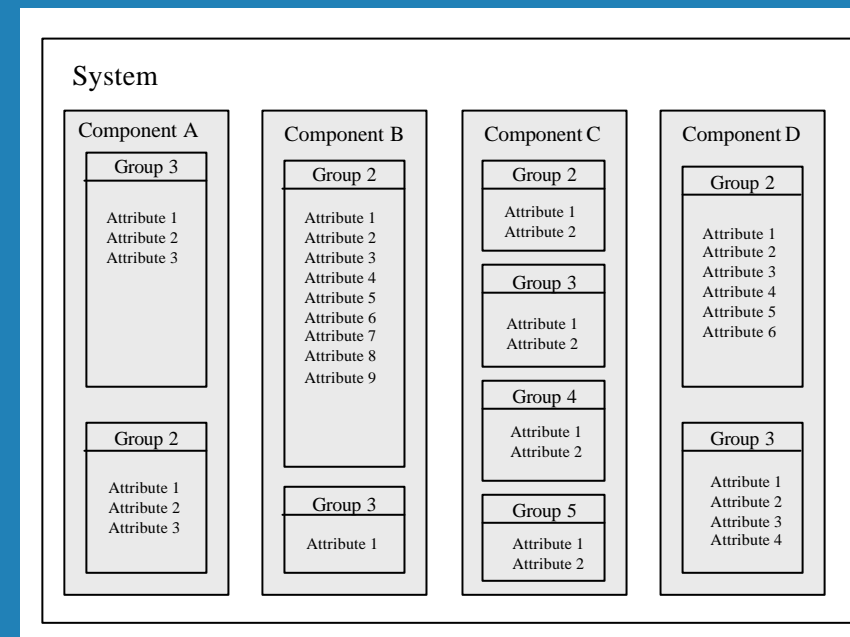 System
Component A
Group 3
Attribute 1
Attribute 2
Attribute 3
Group 2
Attribute 1
Attribute 2
Attribute 3
Component B
Group 2
Attribute 1
Attribute 2
Attribute 3
Attribute 4
Attribute 5
Attribute 6
Attribute 7
Attribute 8
Attribute 9
Group 3
Attribute 1
Component C
Group 2
Attribute 1
Attribute 2
Group 3
Attribute 1
Attribute 2
Group 4
Attribute 1
Attribute 2
Group 5
Attribute 1
Attribute 2
Component D
Group 2
Attribute 1
Attribute 2
Attribute 3
Attribute 4
Attribute 5
Attribute 6
Group 3
Attribute 1
Attribute 2
Attribute 3
Attribute 4